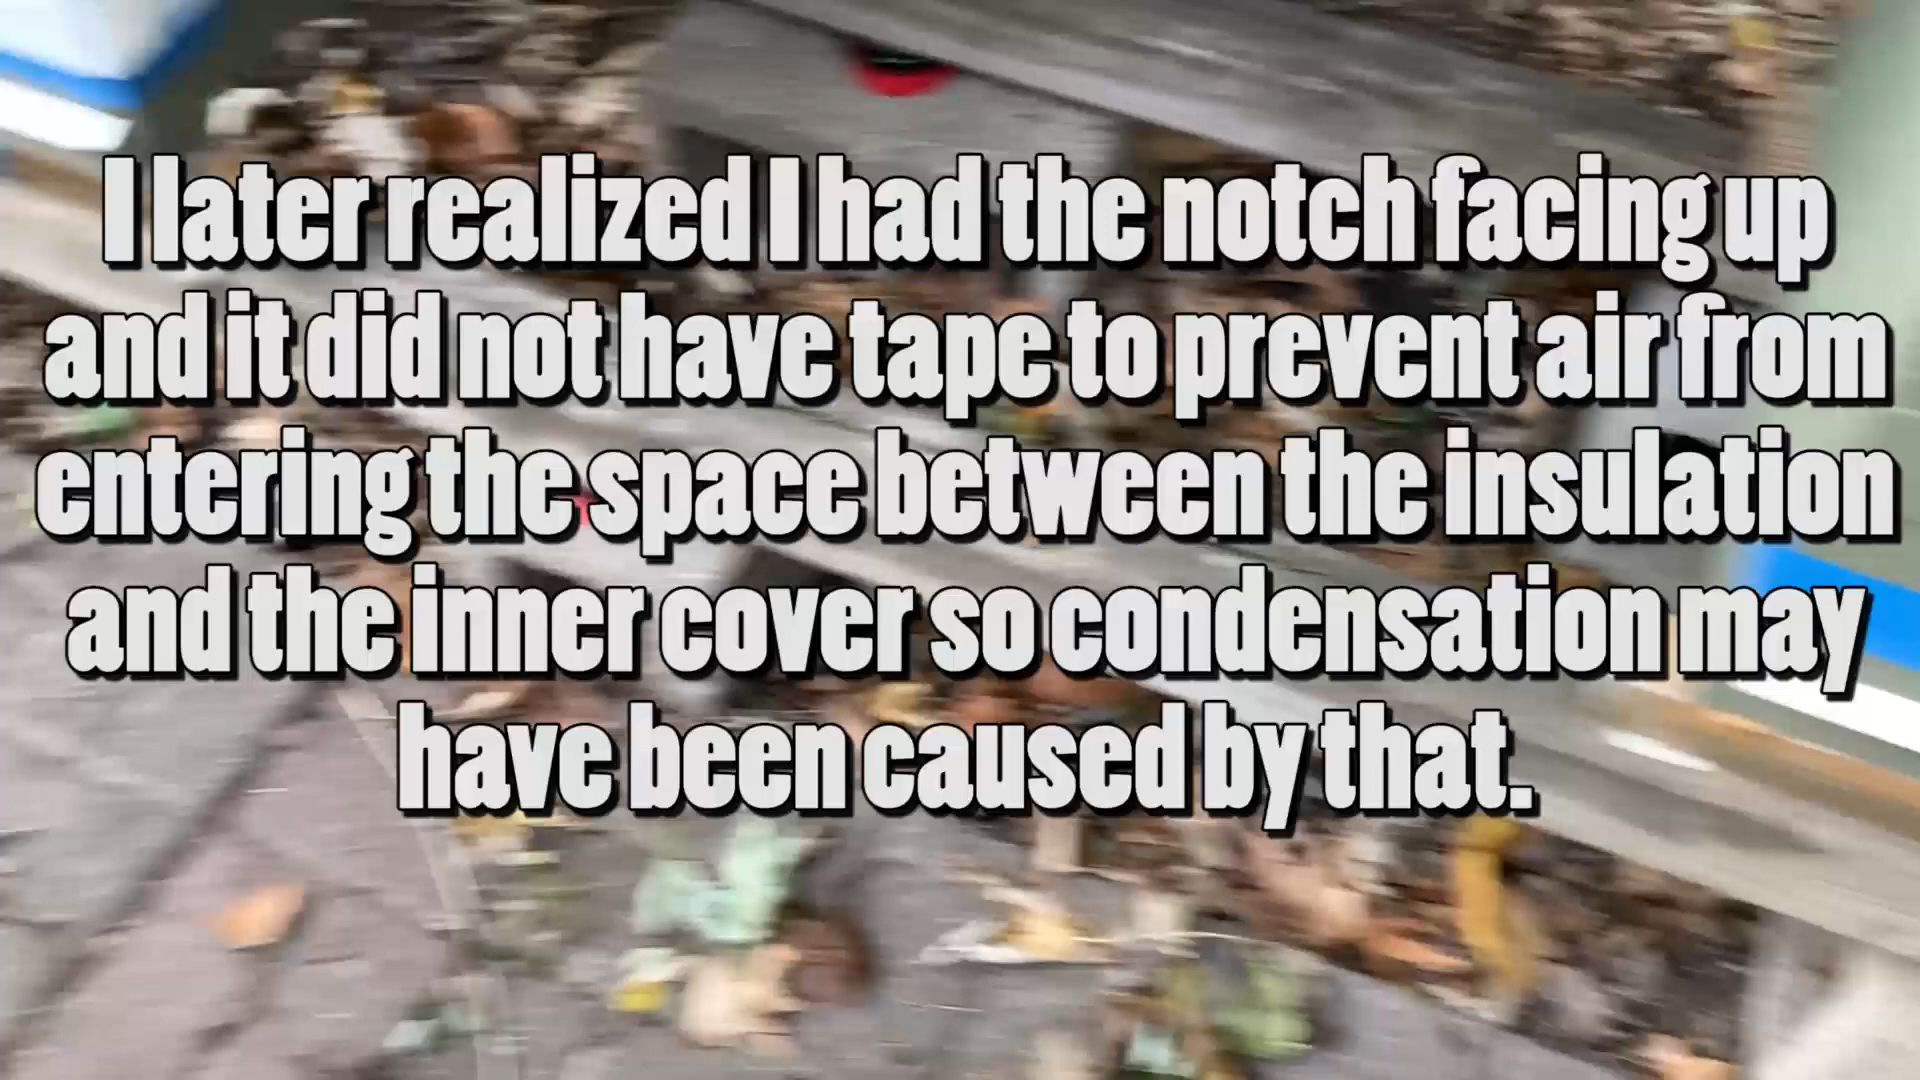 I later realized I had the notch facing up
and it did not have tape to prevent air from
entering the space between the insulation
and the inner cover so condensation may
have been caused by that.